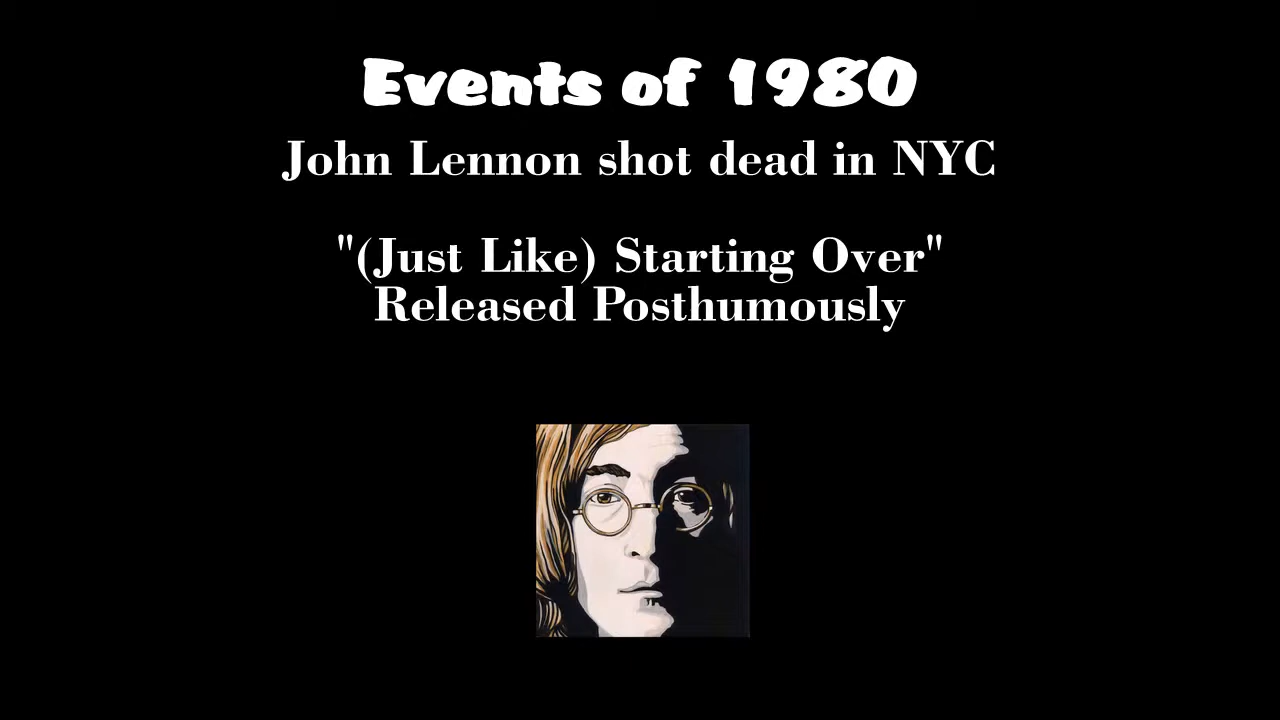 Events of 1980
John Lennon shot dead in NYC
"(Just Like) Starting Over"
Released Posthumously